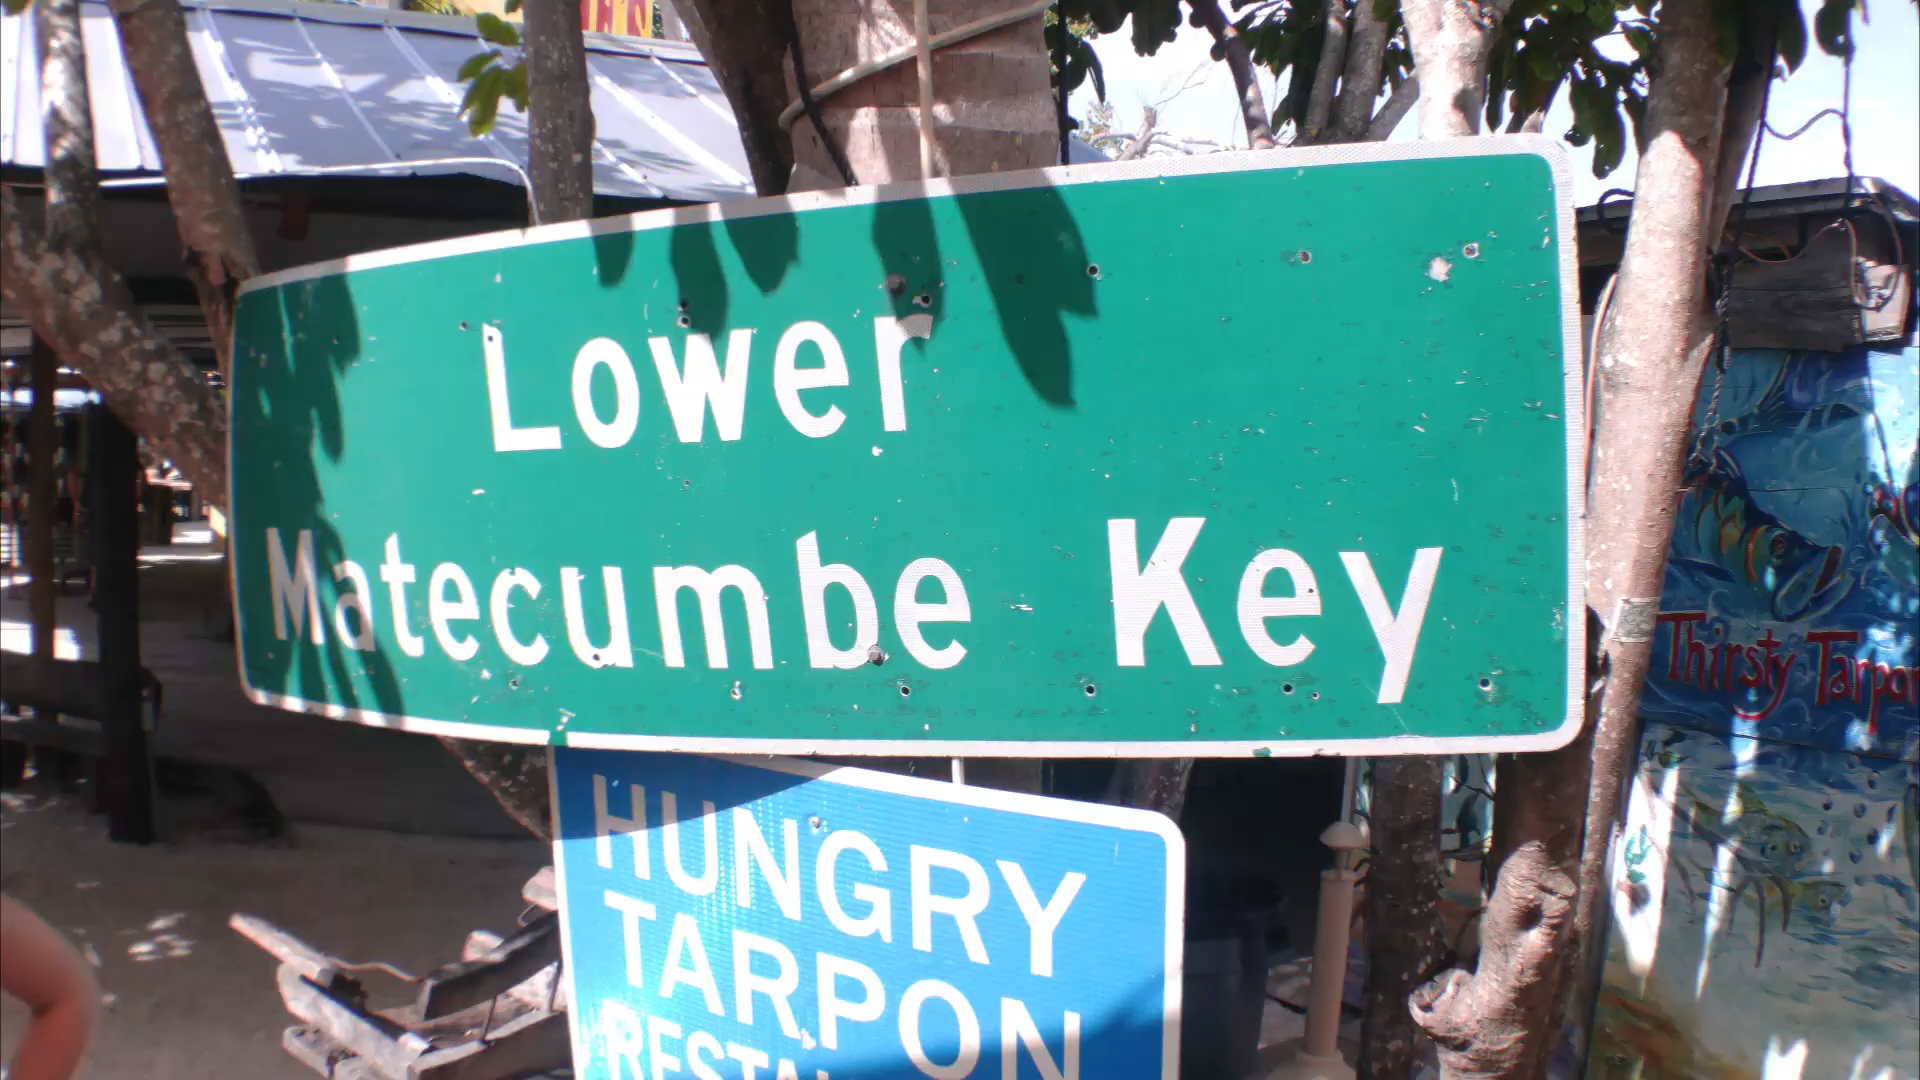 Lower
Matecumbe Key
HUNGRY
TARPON
Thirsty Tarpon